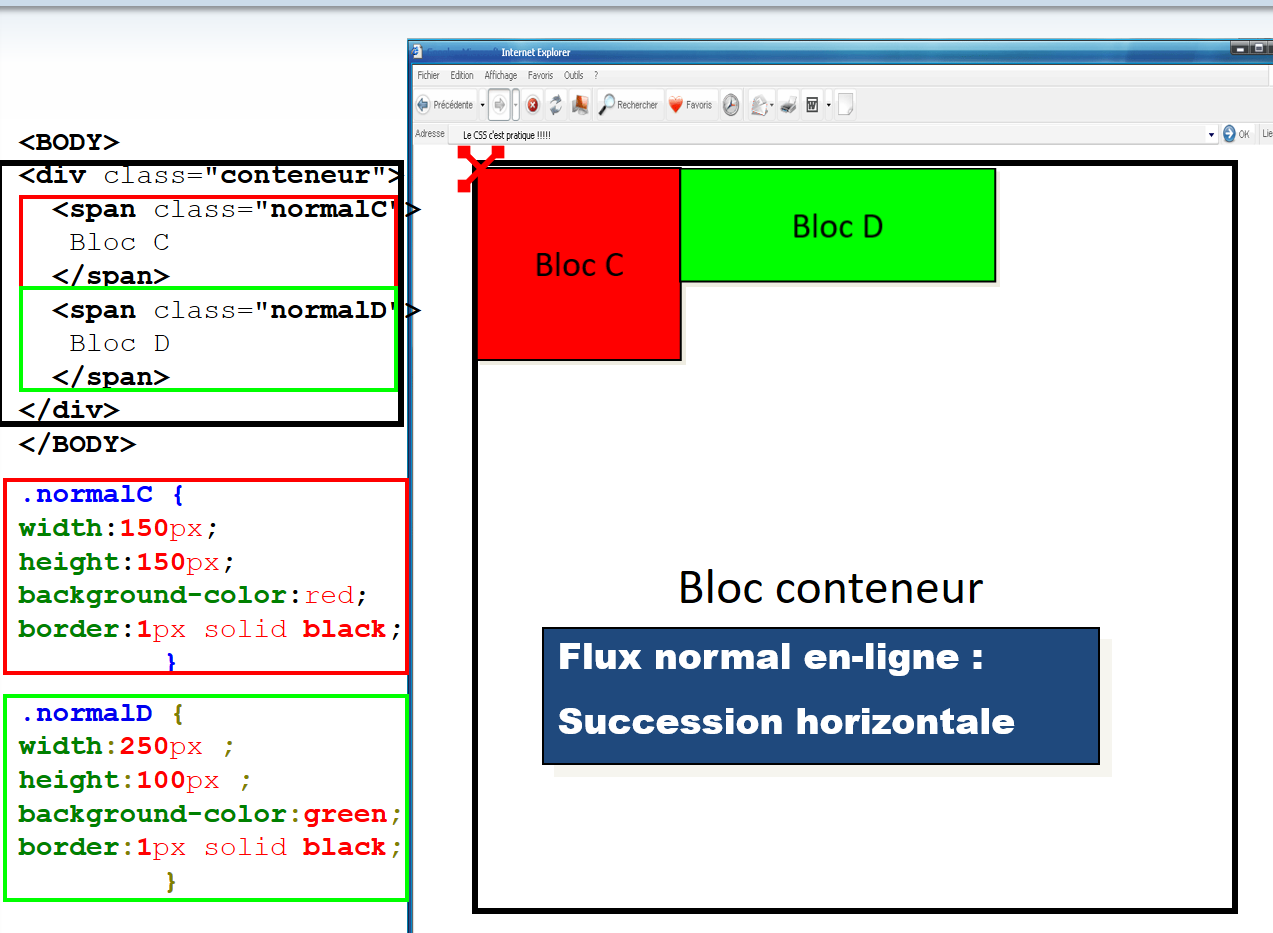 <BODY>
<div class="conteneur">
<span class="normalC">
Bloc C
</span>
<span class="normalD">
Bloc D
</span>
</div>
</BODY>
.normalC {
width:150px;
height:150px;
background-color:red;
border:1px solid black;
}
.normalD {
width:250px ;
height:100px ;
background-color:green;
border:1px solid black;
}
Internet Explorer
Fichier Edition Affichage Favoris Outils ?
Précédente Rechercher Favoris W
Adresse Le CSS c'est pratique !!!!! OK Lie
Bloc C
Bloc D
Bloc conteneur
Flux normal en-ligne :
Succession horizontale